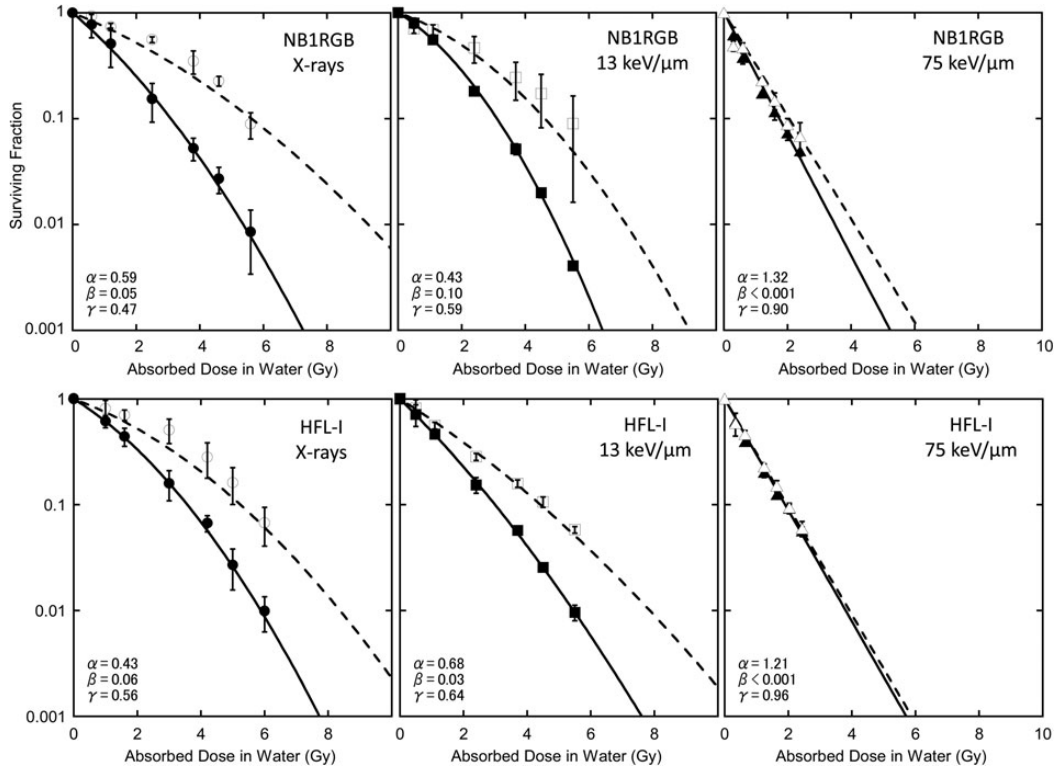 1
0.1
0.01
0.001
Surviving Fraction
NB1RGB
X-rays
α = 0.59
β = 0.05
γ = 0.47
0 2 4 6 8
Absorbed Dose in Water (Gy)
NB1RGB
13 keV/μm
α = 0.43
β = 0.10
γ = 0.59
0 2 4 6 8
Absorbed Dose in Water (Gy)
NB1RGB
75 keV/μm
α = 1.32
β < 0.001
γ = 0.90
0 2 4 6 8 10
Absorbed Dose in Water (Gy)
1
0.1
0.01
0.001
HFL-I
X-rays
α = 0.43
β = 0.06
γ = 0.56
0 2 4 6 8
Absorbed Dose in Water (Gy)
HFL-I
13 keV/μm
α = 0.68
β = 0.03
γ = 0.64
0 2 4 6 8
Absorbed Dose in Water (Gy)
HFL-I
75 keV/μm
α = 1.21
β < 0.001
γ = 0.96
0 2 4 6 8 10
Absorbed Dose in Water (Gy)